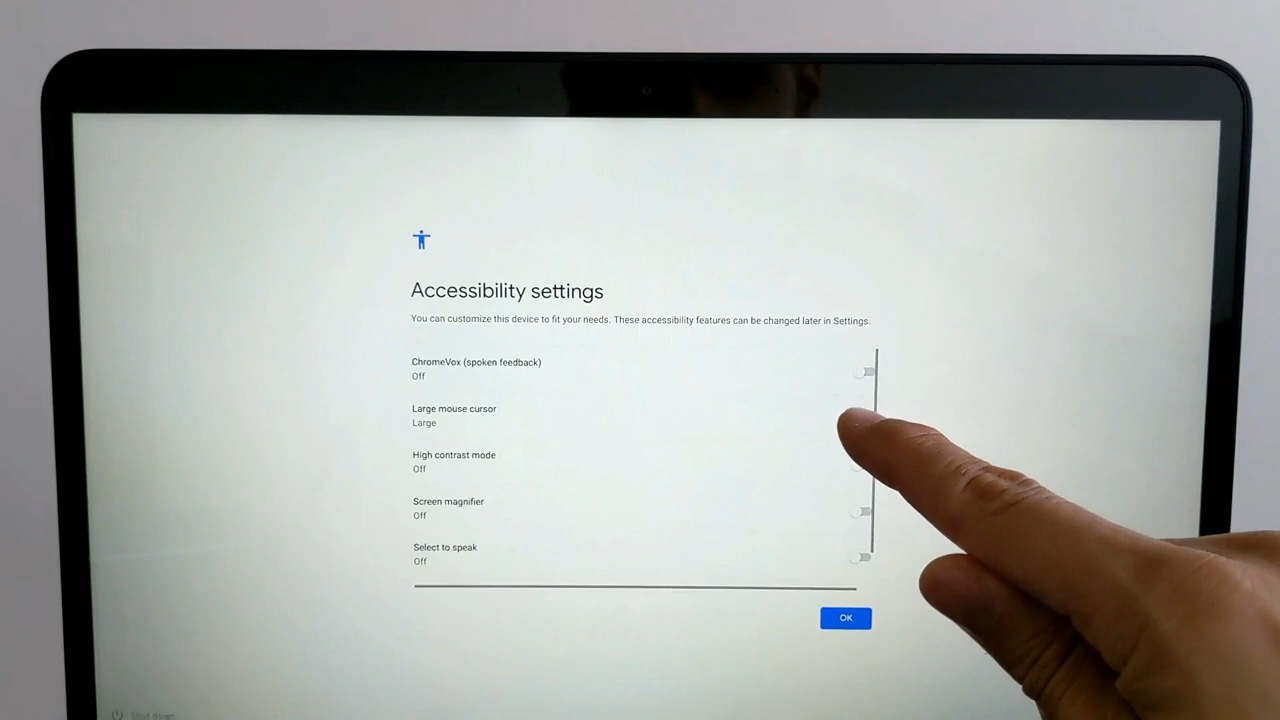 Accessibility settings
You can customize this device to fit your needs. These accessibility features can be changed later in Settings.
ChromeVox (spoken feedback)
Off
Large mouse cursor
Large
High contrast mode
Off
Screen magnifier
Off
Select to speak
Off
OK